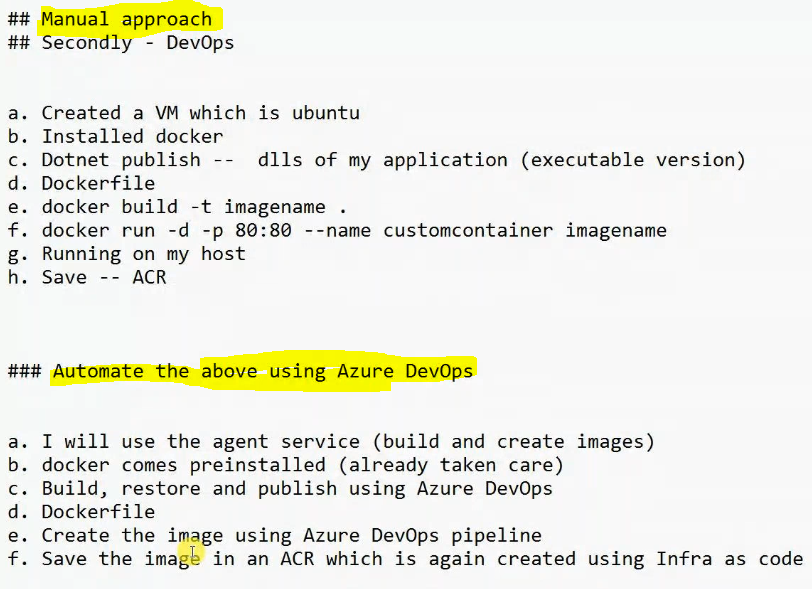 ## Manual approach
## Secondly - DevOps
a. Created a VM which is ubuntu
b. Installed docker
c. Dotnet publish --  dlls of my application (executable version)
d. Dockerfile
e. docker build -t imagename .
f. docker run -d -p 80:80 --name customcontainer imagename
g. Running on my host
h. Save -- ACR
### Automate the above using Azure DevOps
a. I will use the agent service (build and create images)
b. docker comes preinstalled (already taken care)
c. Build, restore and publish using Azure DevOps
d. Dockerfile
e. Create the image using Azure DevOps pipeline
f. Save the image in an ACR which is again created using Infra as code